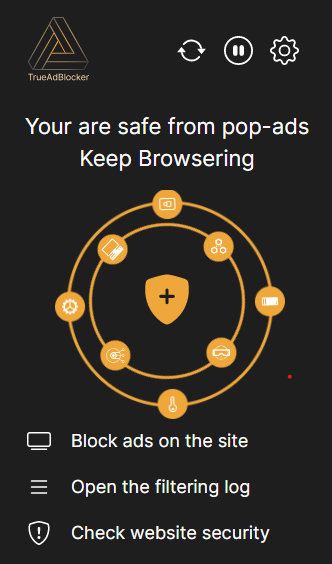 TrueAdBlocker
Your are safe from pop-ads
Keep Browsering
Block ads on the site
Open the filtering log
Check website security